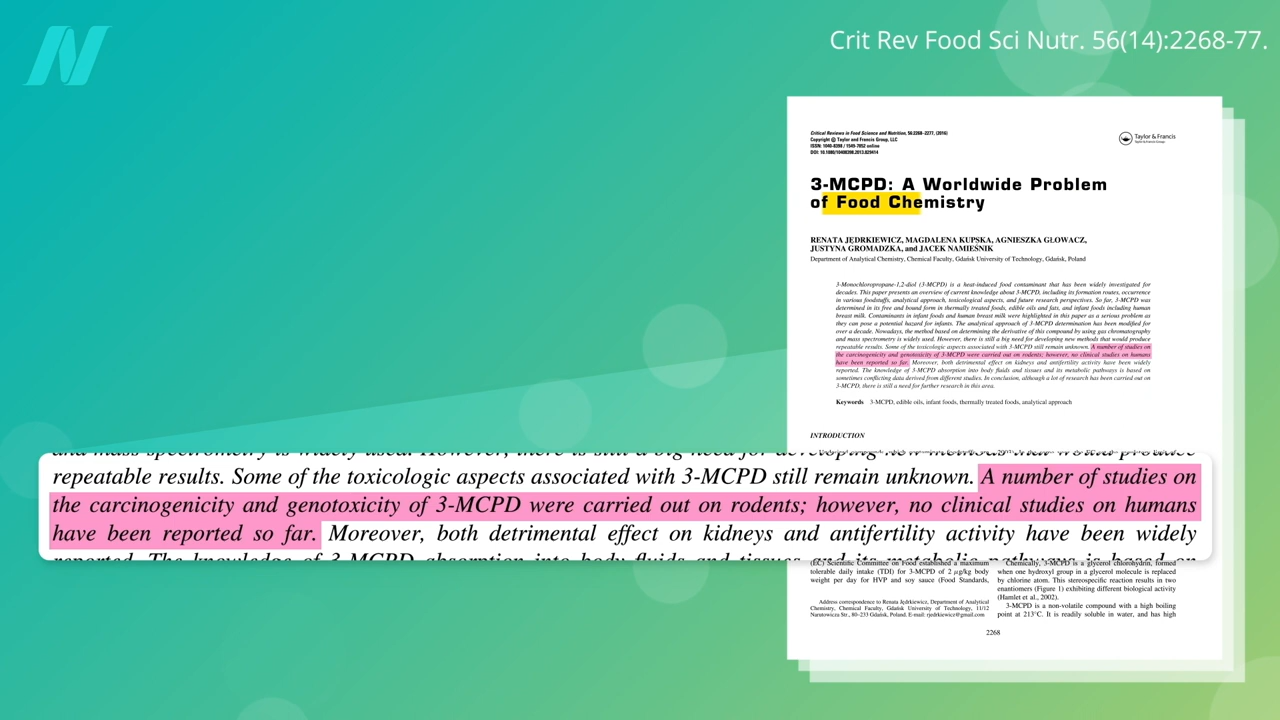 Crit Rev Food Sci Nutr. 56(14):2268-77.
Critical Reviews in Food Science and Nutrition, 56:2268–2277, (2016)
Copyright © Taylor and Francis Group, LLC
ISSN: 1040-8398 / 1549-7852 online
DOI: 10.1080/10408398.2013.829414
Taylor & Francis
Taylor & Francis Group
3-MCPD: A Worldwide Problem
of Food Chemistry
RENATA JĘDRKIEWICZ, MAGDALENA KUPSKA, AGNIESZKA GŁOWACZ,
JUSTYNA GROMADZKA, and JACEK NAMIEŚNIK
Department of Analytical Chemistry, Chemical Faculty, Gdańsk University of Technology, Gdańsk, Poland
3-Monochloropropane-1,2-diol (3-MCPD) is a heat-induced food contaminant that has been widely investigated for
decades. This paper presents an overview of current knowledge about 3-MCPD, including its formation routes, occurrence
in various foodstuffs, analytical approach, toxicological aspects, and future research perspectives. So far, 3-MCPD was
determined in its free and bound form in thermally treated foods, edible oils and fats, and infant foods including human
breast milk. Contaminants in infant foods and human breast milk were highlighted in this paper as a serious problem as
they can pose a potential hazard for infants. The analytical approach of 3-MCPD determination has been modified for
over a decade. Nowadays, the method based on determining the derivative of this compound by using gas chromatography
and mass spectrometry is widely used. However, there is still a big need for developing new methods that would produce
repeatable results. Some of the toxicologic aspects associated with 3-MCPD still remain unknown. A number of studies on
the carcinogenicity and genotoxicity of 3-MCPD were carried out on rodents; however, no clinical studies on humans
have been reported so far. Moreover, both detrimental effect on kidneys and antifertility activity have been widely
reported. The knowledge of 3-MCPD absorption into body fluids and tissues and its metabolic pathways is based on
sometimes conflicting data derived from different studies. In conclusion, although a lot of research has been carried out on
3-MCPD, there is still a need for further research in this area.
Keywords 3-MCPD, edible oils, infant foods, thermally treated foods, analytical approach
INTRODUCTION
and mass spectrometry is widely used. However, there is still a big need for developing new methods that would produce
repeatable results. Some of the toxicologic aspects associated with 3-MCPD still remain unknown. A number of studies on
the carcinogenicity and genotoxicity of 3-MCPD were carried out on rodents; however, no clinical studies on humans
have been reported so far. Moreover, both detrimental effect on kidneys and antifertility activity have been widely
reported. The knowledge of 3-MCPD absorption into body fluids and tissues and its metabolic pathways is based on
(EC) Scientific Committee on Food established a maximum
tolerable daily intake (TDI) for 3-MCPD of 2 μg/kg body
weight per day for HVP and soy sauce (Food Standards,
Address correspondence to Renata Jędrkiewicz, Department of Analytical
Chemistry, Chemical Faculty, Gdańsk University of Technology, 11/12
Narutowicza Str., 80–233 Gdańsk, Poland. E-mail: rjedrkiewicz@gmail.com
Chemically, 3-MCPD is a glycerol chlorohydrin, formed
when one hydroxyl group in a glycerol molecule is replaced
by chlorine atom. This stereospecific reaction results in two
enantiomers (Figure 1) exhibiting different biological activity
(Hamlet et al., 2002).
3-MCPD is a non-volatile compound with a high boiling
point at 213°C. It is readily soluble in water, and has high
2268